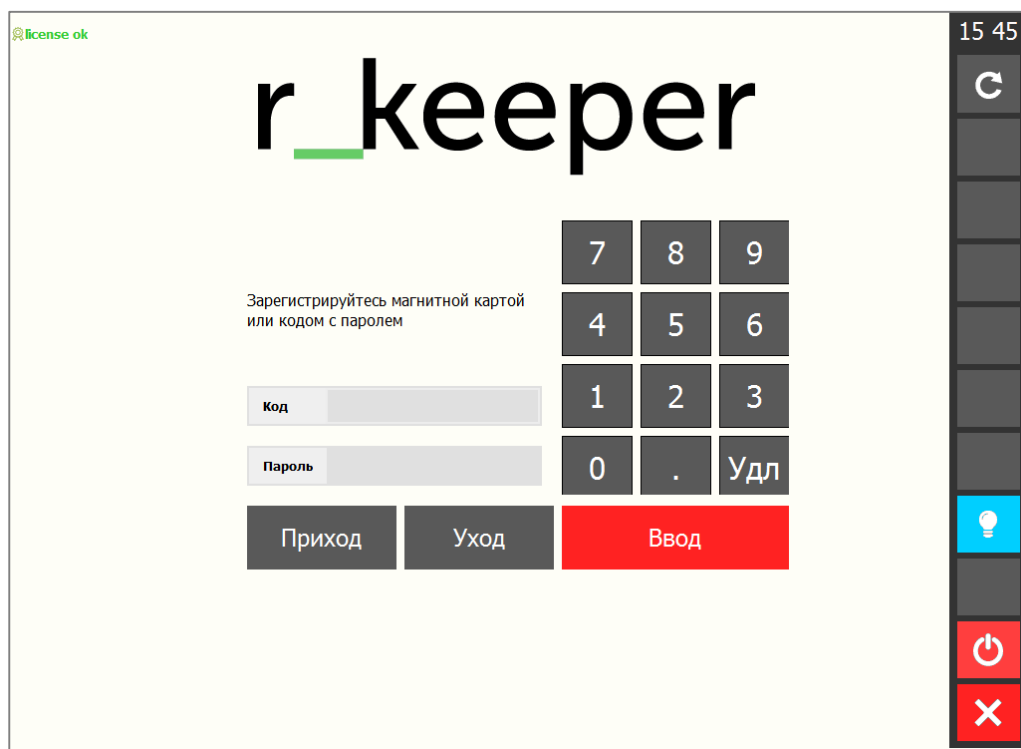 license ok
15 45
r_keeper
7 8 9
Зарегистрируйтесь магнитной картой
или кодом с паролем
4 5 6
Код
1 2 3
Пароль
0 . Удл
Приход Уход Ввод